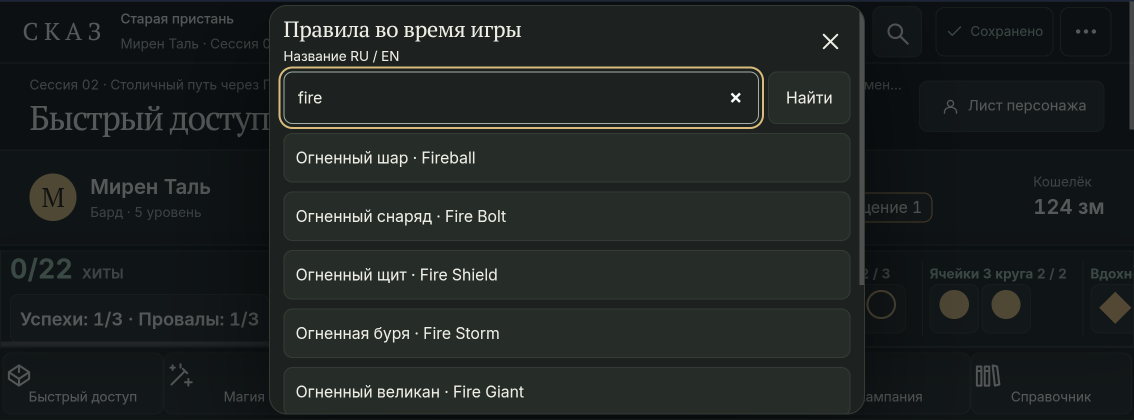 СКАЗ
Старая пристань
Мирен Таль · Сессия 0
Сохранено
Сессия 02 · Столичный путь через
Быстрый доступ
Лист персонажа
М
Мирен Таль
Бард · 5 уровень
Кошелёк
124 зм
0/22 хиты
Успехи: 1/3 · Провалы: 1/3
2 / 3
Ячейки 3 круга 2 / 2
Вдохн
Быстрый доступ
Магия
Справочник
Правила во время игры
Название RU / EN
fire
Найти
Огненный шар · Fireball
Огненный снаряд · Fire Bolt
Огненный щит · Fire Shield
Огненная буря · Fire Storm
Огненный великан · Fire Giant